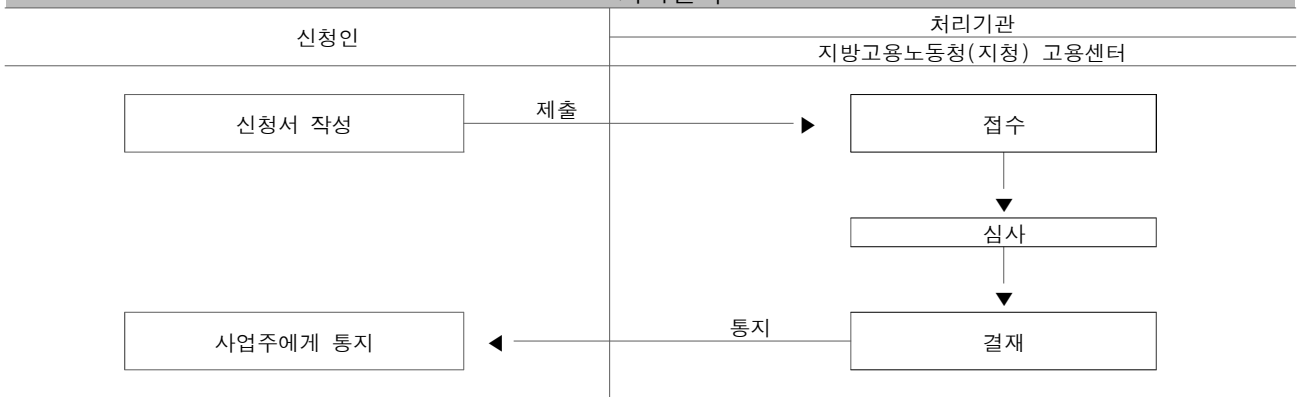 신청인
처리기관
지방고용노동청(지청) 고용센터
신청서 작성
제출
접수
심사
사업주에게 통지
통지
결재